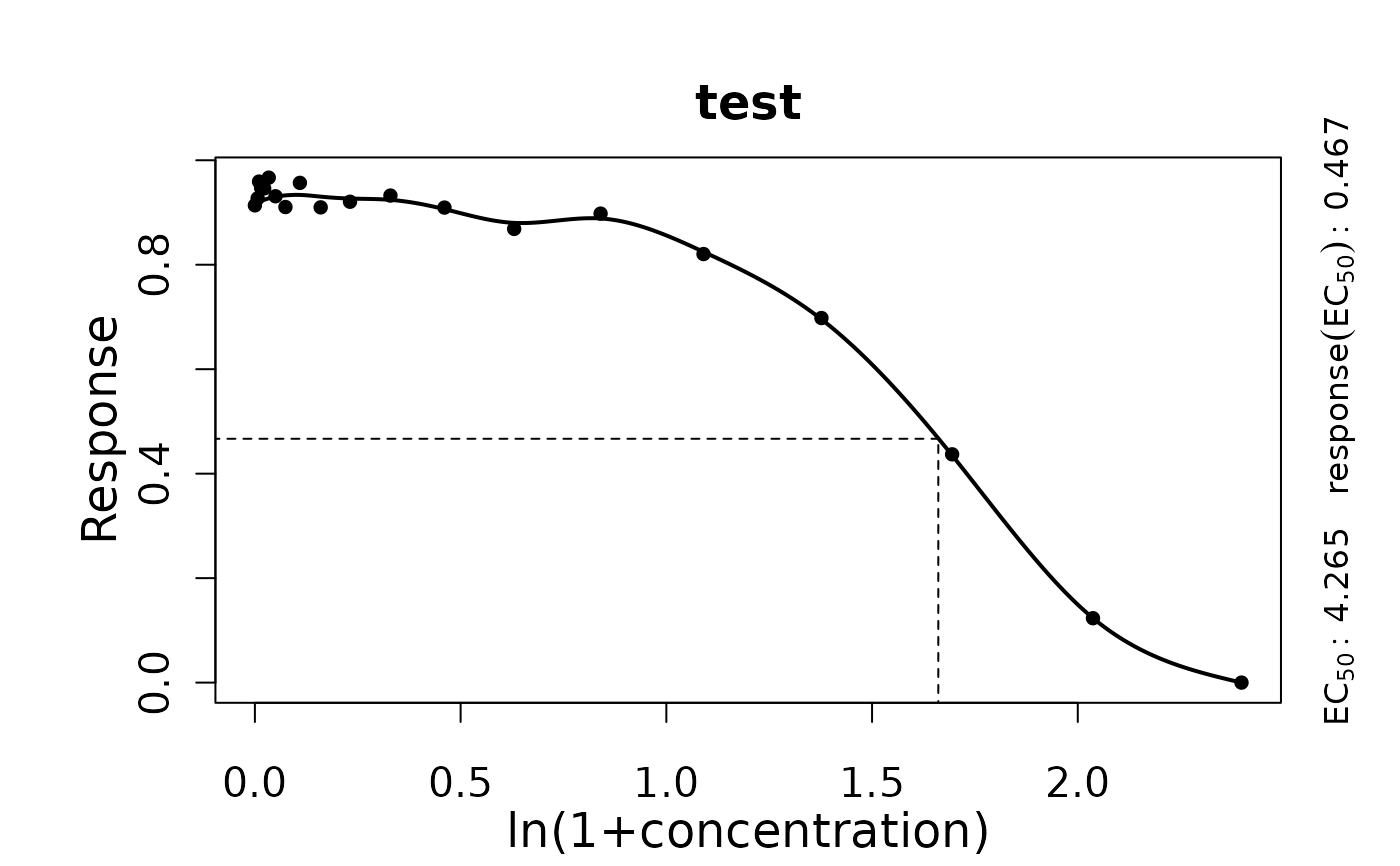 test
Response
0.8
0.4
0.0
0.0 0.5 1.0 1.5 2.0
ln(1+concentration)
EC₅₀: 4.265 response(EC₅₀): 0.467